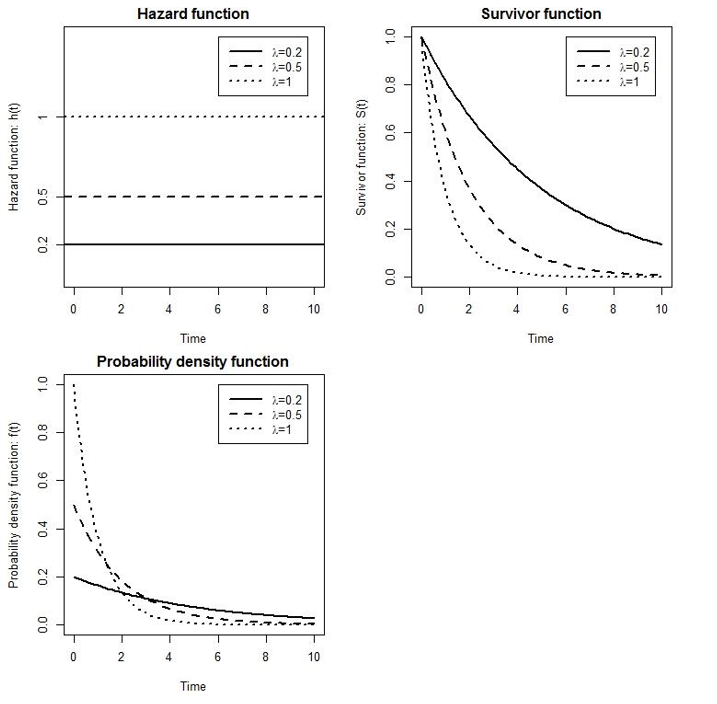 Hazard function
Hazard function: h(t)
1
0.5
0.2
λ=0.2
λ=0.5
λ=1
0 2 4 6 8 10
Time
Survivor function
Survivor function: S(t)
1.0
0.8
0.6
0.4
0.2
0.0
λ=0.2
λ=0.5
λ=1
0 2 4 6 8 10
Time
Probability density function
Probability density function: f(t)
1.0
0.8
0.6
0.4
0.2
0.0
λ=0.2
λ=0.5
λ=1
0 2 4 6 8 10
Time